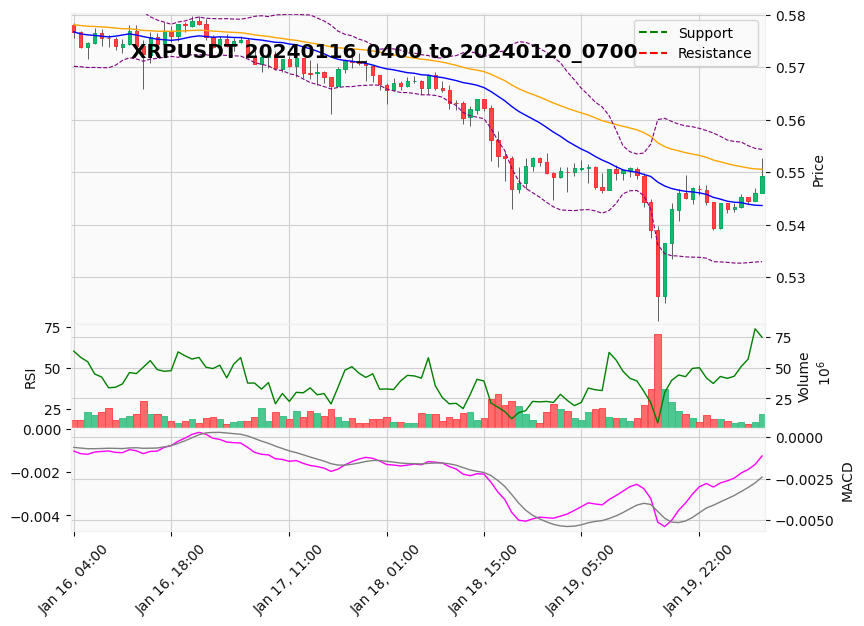 XRPUSDT 20240116_0400 to 20240120_0700
Support
Resistance
0.58
0.57
0.56
0.55
0.54
0.53
Price
75
50
25
RSI
75
50
25
Volume
10^6
0.000
−0.002
−0.004
0.0000
−0.0025
−0.0050
MACD
Jan 16, 04:00
Jan 16, 18:00
Jan 17, 11:00
Jan 18, 01:00
Jan 18, 15:00
Jan 19, 05:00
Jan 19, 22:00